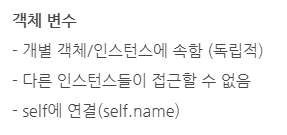 객체 변수
- 개별 객체/인스턴스에 속함 (독립적)
- 다른 인스턴스들이 접근할 수 없음
- self에 연결(self.name)